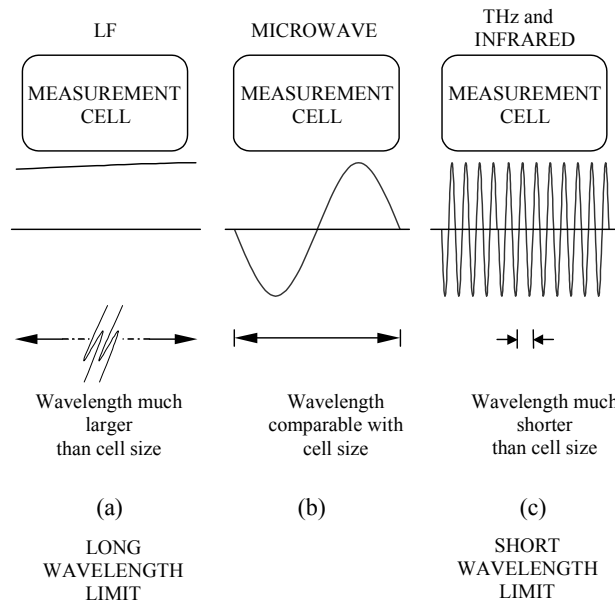 LF
MEASUREMENT
CELL
Wavelength much
larger
than cell size
(a)
LONG
WAVELENGTH
LIMIT
MICROWAVE
MEASUREMENT
CELL
Wavelength
comparable with
cell size
(b)
THz and
INFRARED
MEASUREMENT
CELL
Wavelength much
shorter
than cell size
(c)
SHORT
WAVELENGTH
LIMIT